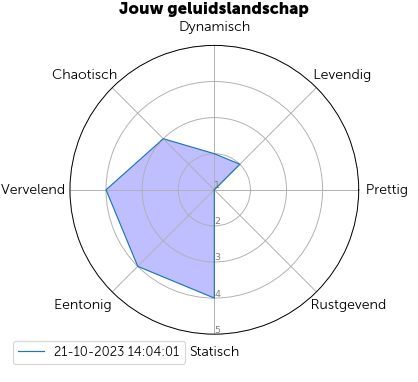 Jouw geluidslandschap
Dynamisch
Chaotisch
Levendig
Vervelend
1
Prettig
2
3
4
Eentonig
Rustgevend
5
21-10-2023 14:04:01
Statisch